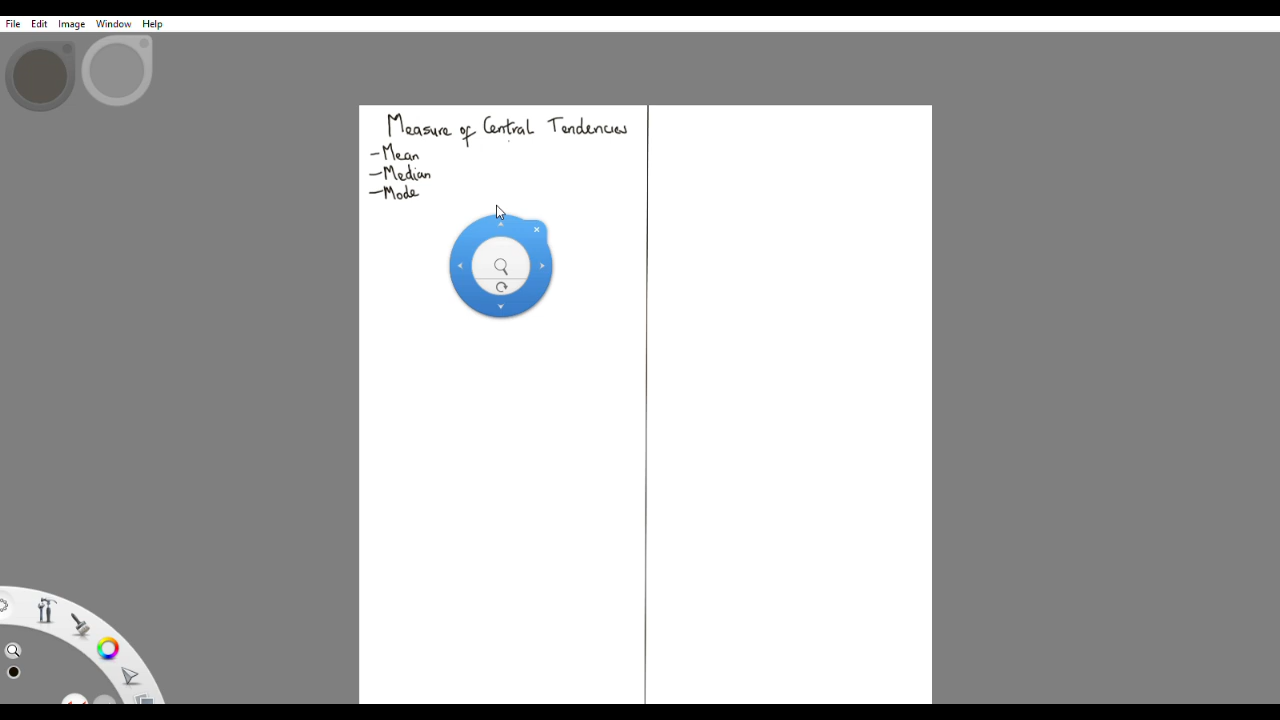 File Edit Image Window Help
Measure of Central Tendencies
-Mean
-Median
-Mode